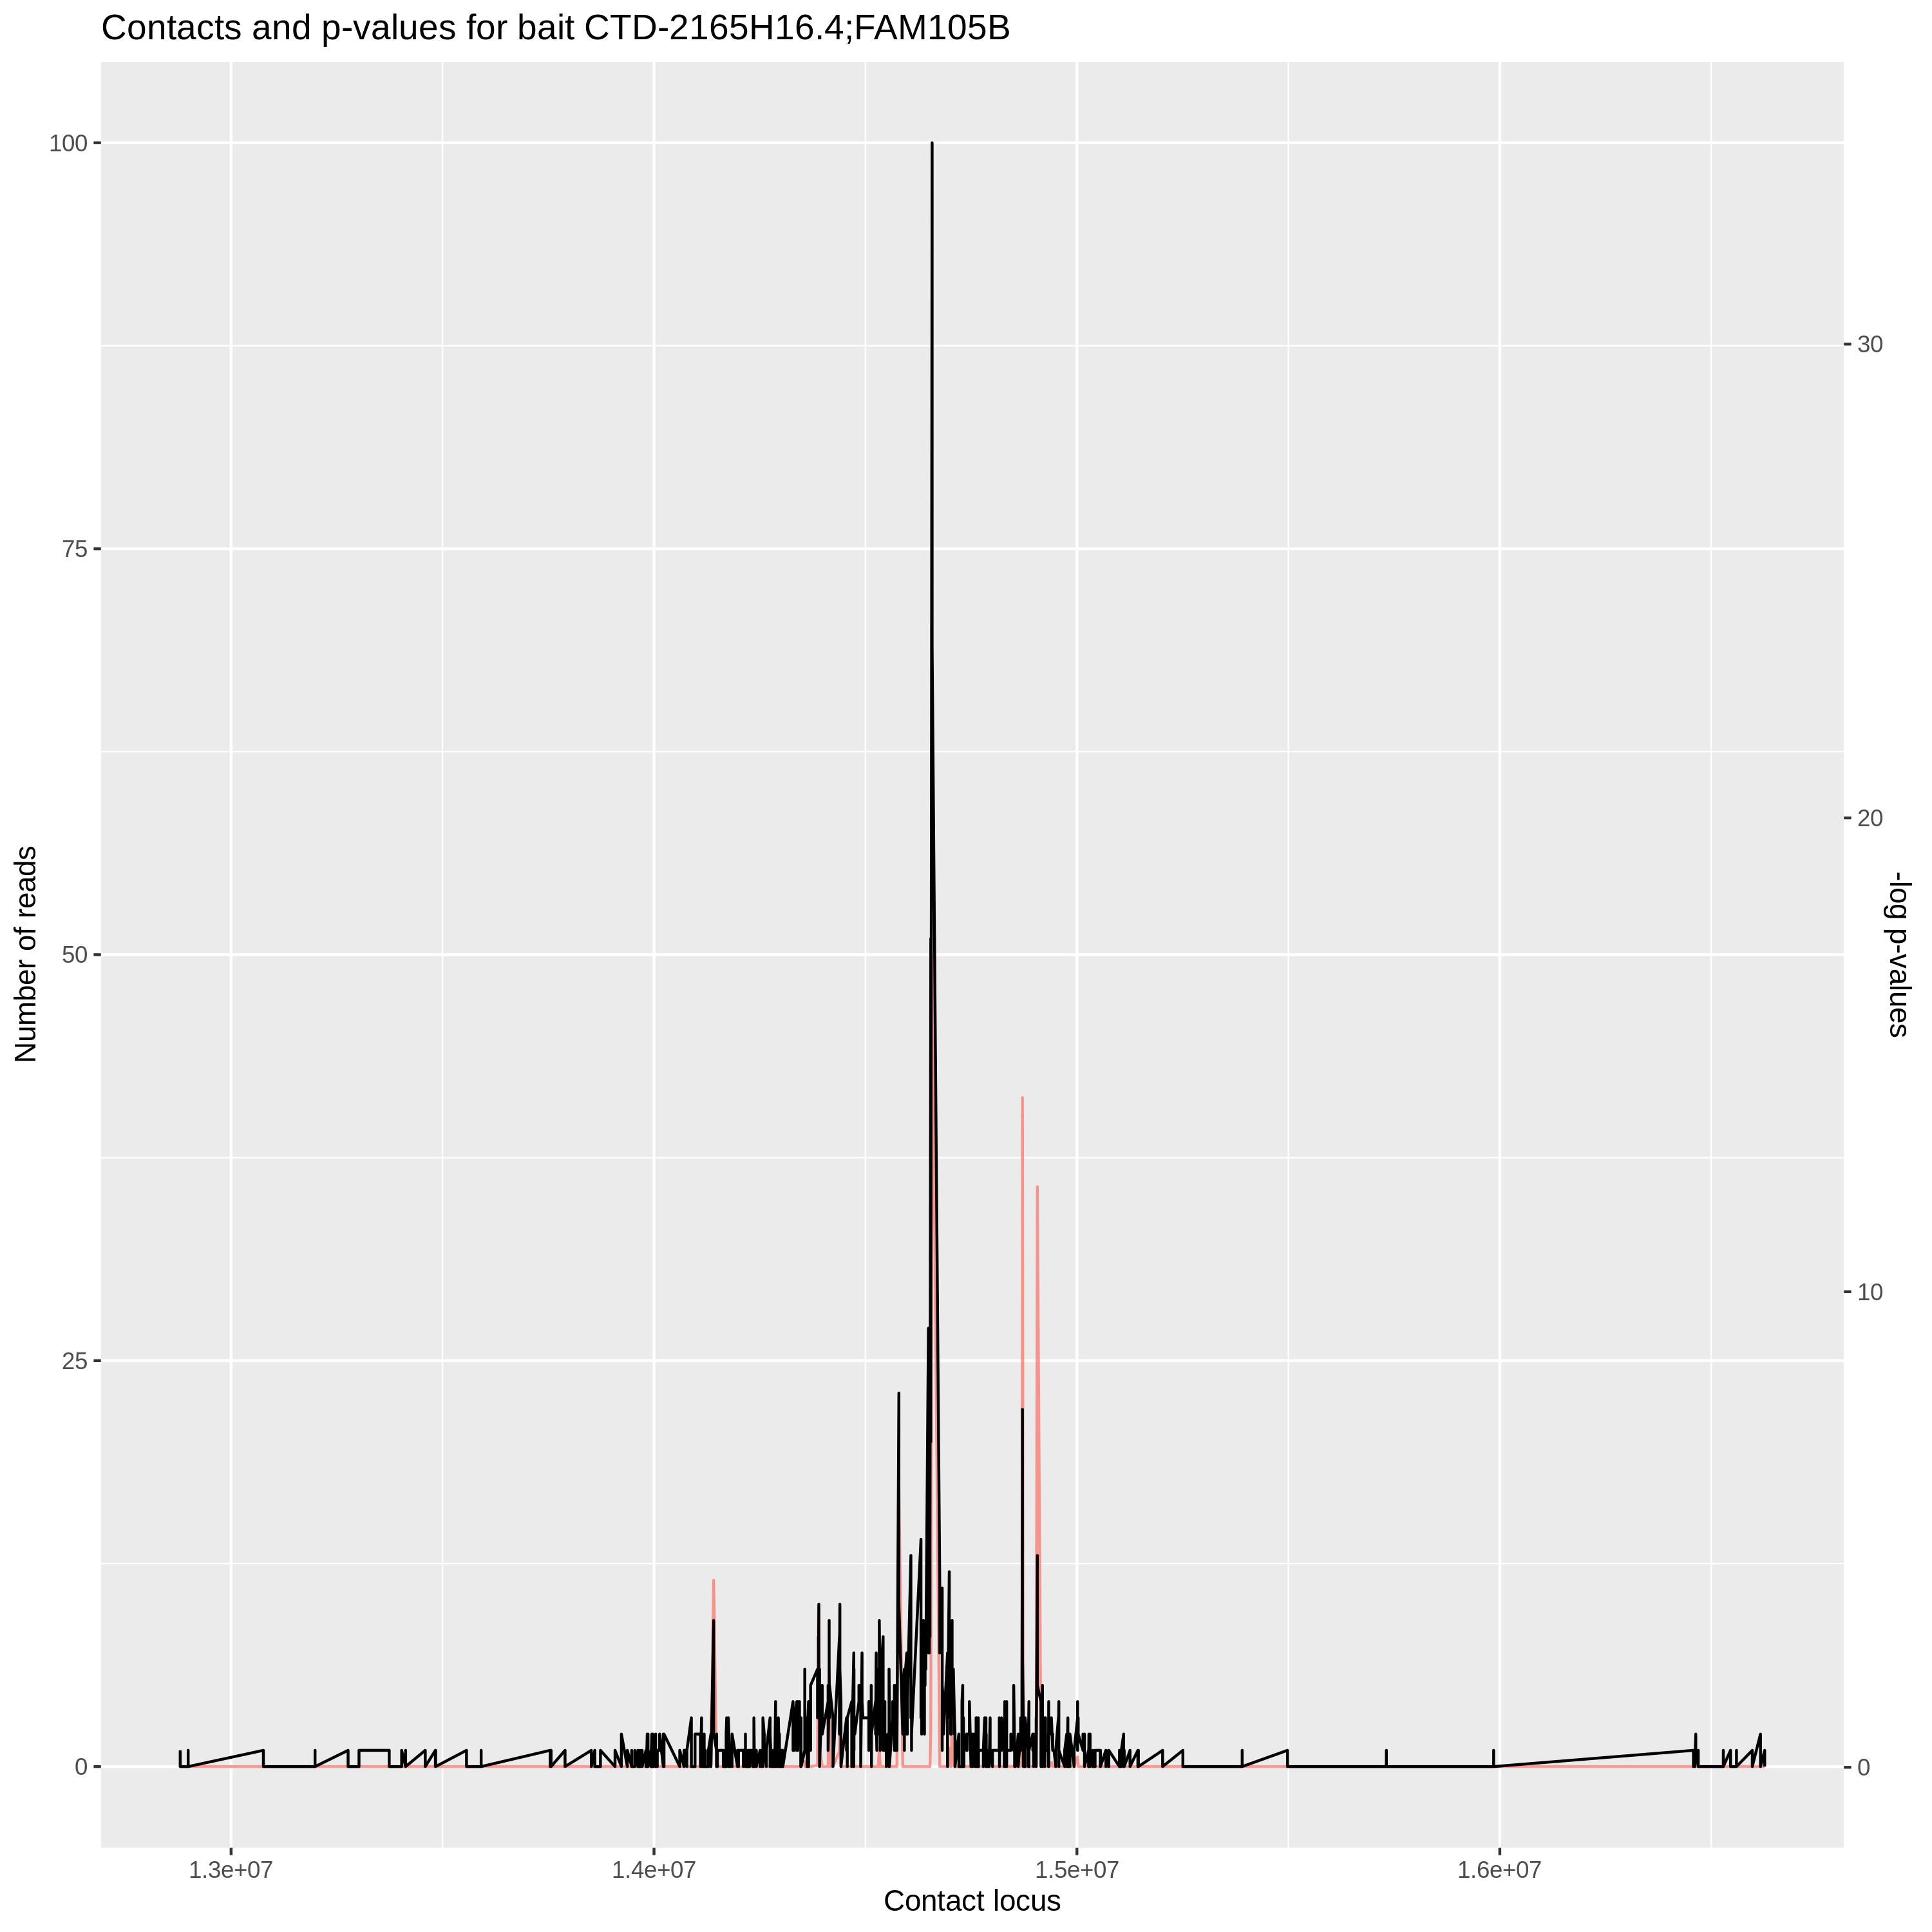 Contacts and p-values for bait CTD-2165H16.4;FAM105B
100
75
50
25
0
Number of reads
30
20
10
0
-log p-values
1.3e+07
1.4e+07
1.5e+07
1.6e+07
Contact locus